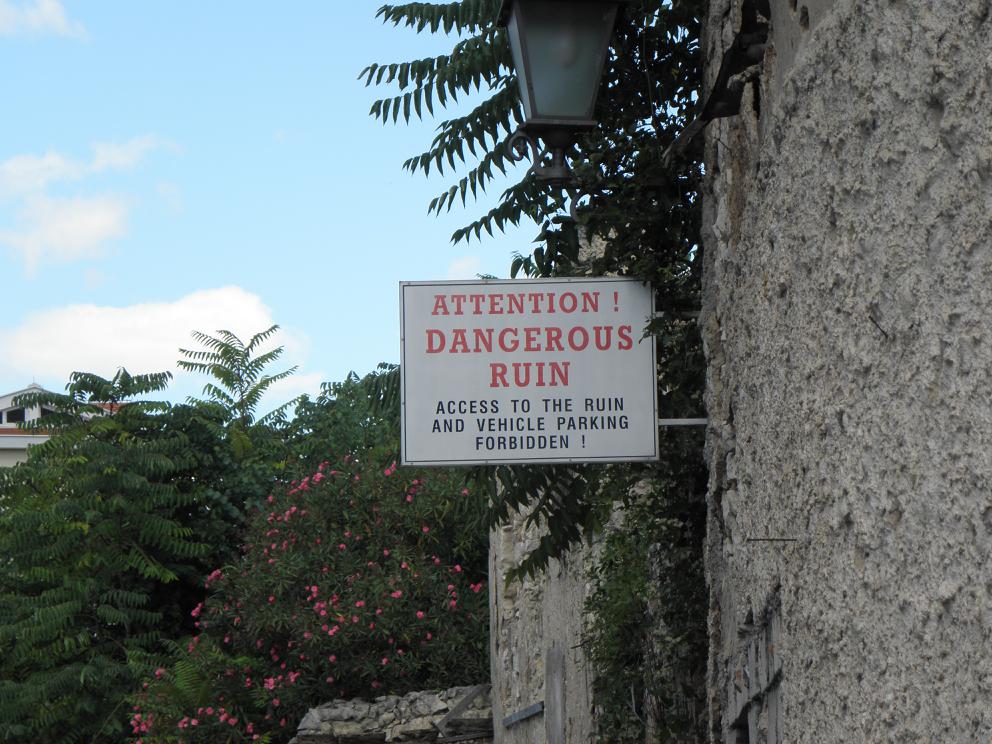 ATTENTION !
DANGEROUS
RUIN
ACCESS TO THE RUIN
AND VEHICLE PARKING
FORBIDDEN !